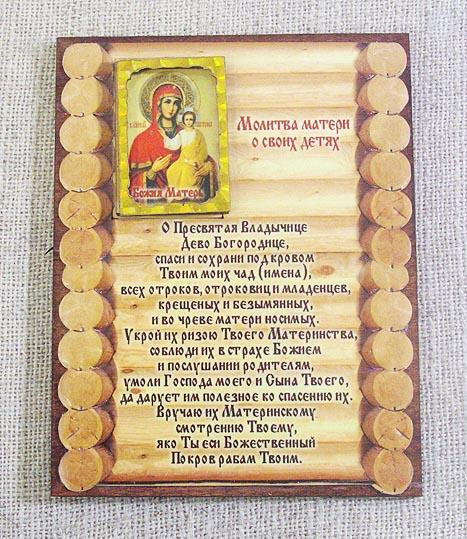 Божия Матерь
Молитва матери
о своих детях
О Пресвятая Владычице
Дево Богородице,
спаси и сохрани под кровом
Твоим моих чад (имена),
всех отроков, отроковиц и младенцев,
крещеных и безымянных,
и во чреве матери носимых.
Укрой их ризою Твоего Материнства,
соблюди их в страхе Божием
и послушании родителям,
умоли Господа моего и Сына Твоего,
да дарует им полезное ко спасению их.
Вручаю их Материнскому
смотрению Твоему,
яко Ты еси Божественный
Покров рабам Твоим.